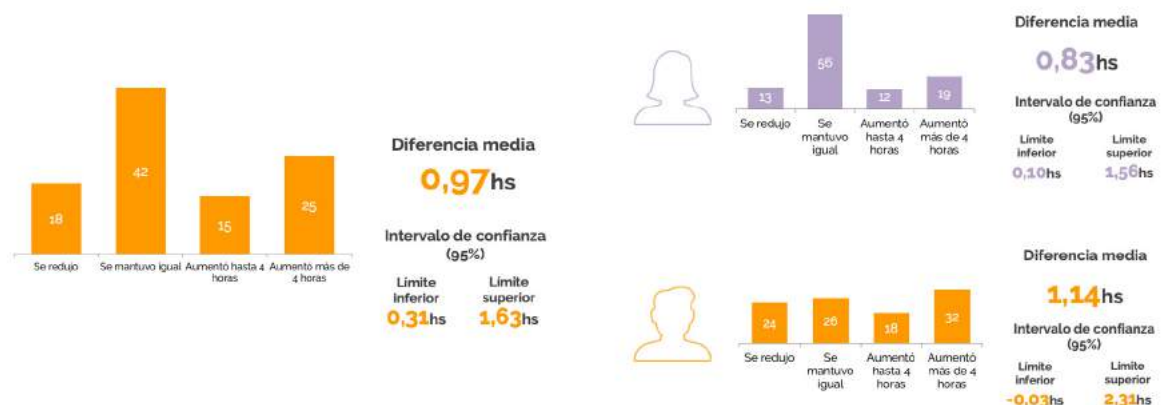 18
42
15
25
Se redujo
Se mantuvo igual
Aumentó hasta 4
horas
Aumentó más de
4 horas
Diferencia media
0,97hs
Intervalo de confianza
(95%)
Límite
inferior
0,31hs
Límite
superior
1,63hs
13
56
12
19
Se redujo
Se
mantuvo
igual
Aumentó
hasta 4
horas
Aumentó
más de 4
horas
Diferencia media
0,83hs
Intervalo de confianza
(95%)
Límite
inferior
0,10hs
Límite
superior
1,56hs
24
26
18
32
Se redujo
Se
mantuvo
igual
Aumentó
hasta 4
horas
Aumentó
más de 4
horas
Diferencia media
1,14hs
Intervalo de confianza
(95%)
Límite
inferior
-0,03hs
Límite
superior
2,31hs